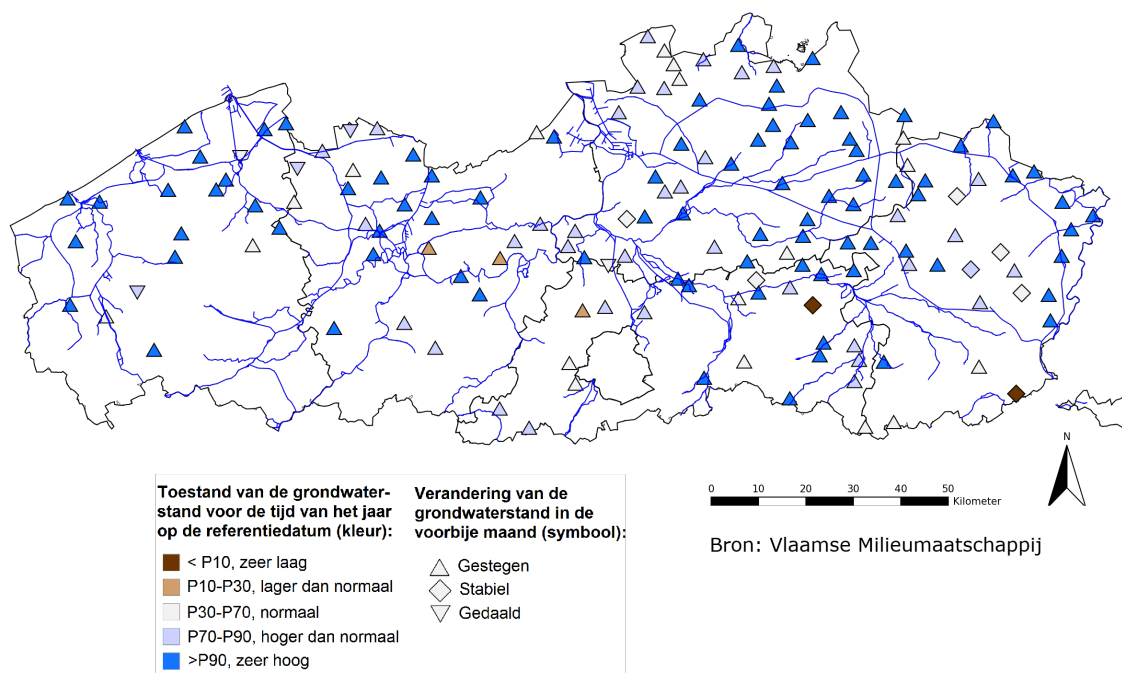 Toestand van de grondwater-
stand voor de tijd van het jaar
op de referentiedatum (kleur):
< P10, zeer laag
P10-P30, lager dan normaal
P30-P70, normaal
P70-P90, hoger dan normaal
>P90, zeer hoog
Verandering van de
grondwaterstand in de
voorbije maand (symbool):
Gestegen
Stabiel
Gedaald
0 10 20 30 40 50
Kilometer
N
Bron: Vlaamse Milieumaatschappij